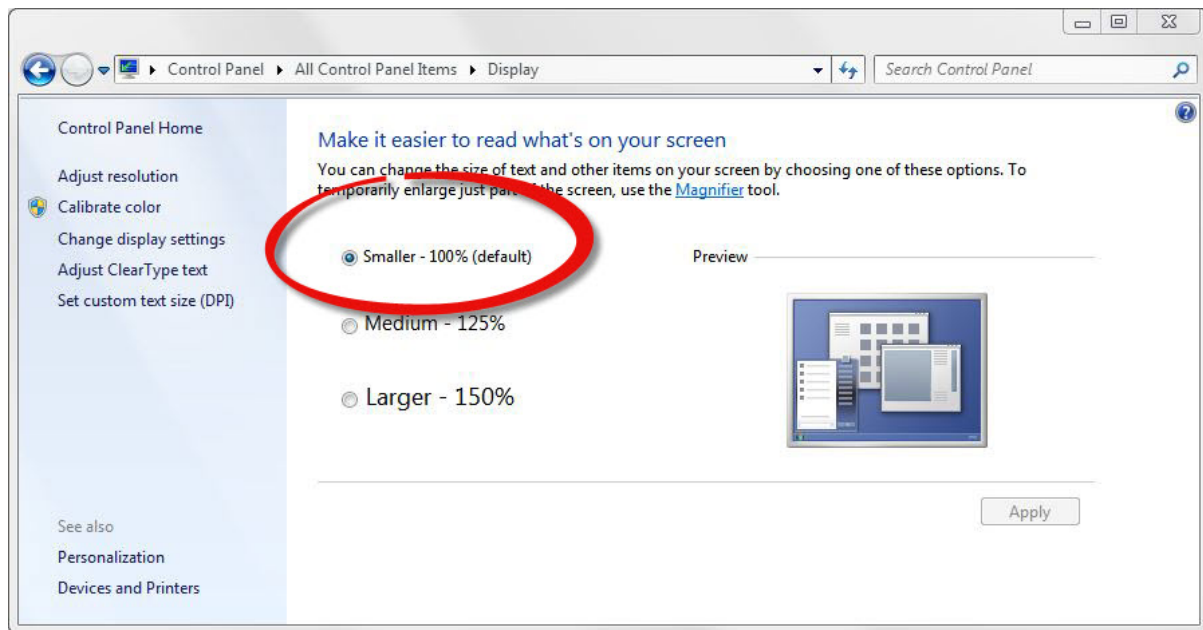 Control Panel All Control Panel Items Display
Search Control Panel
Control Panel Home
Adjust resolution
Calibrate color
Change display settings
Adjust ClearType text
Set custom text size (DPI)
See also
Personalization
Devices and Printers
Make it easier to read what's on your screen
You can change the size of text and other items on your screen by choosing one of these options. To
temporarily enlarge just part of the screen, use the Magnifier tool.
Smaller - 100% (default)
Preview
Medium - 125%
Larger - 150%
Apply